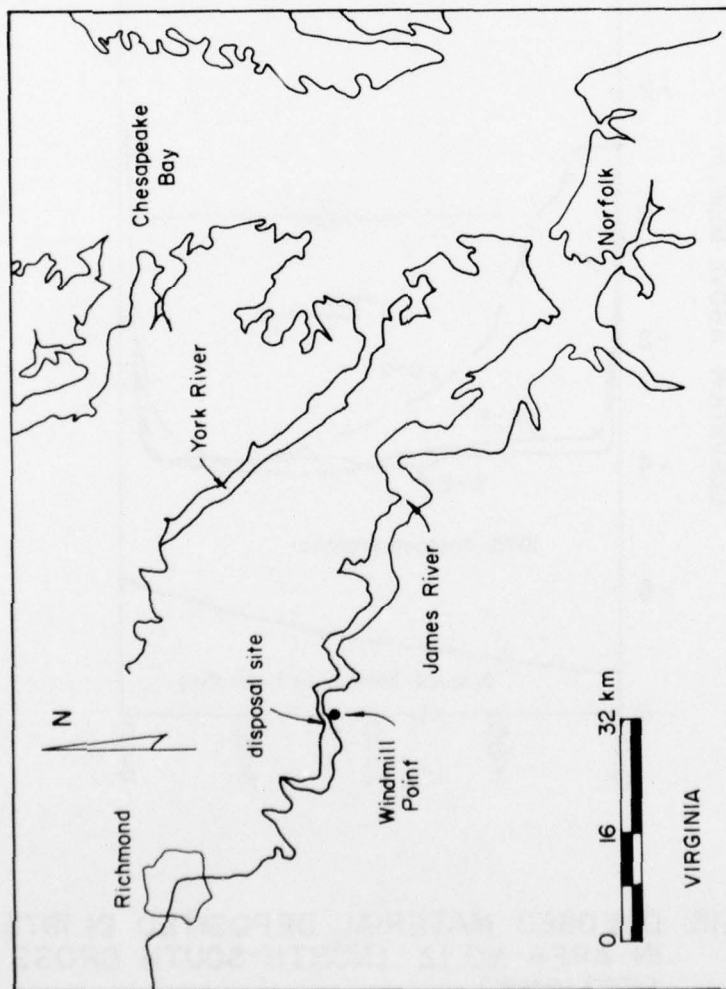 N
Chesapeake
Bay
Richmond
York River
disposal site
Windmill
Point
James River
Norfolk
0 16 32 km
VIRGINIA